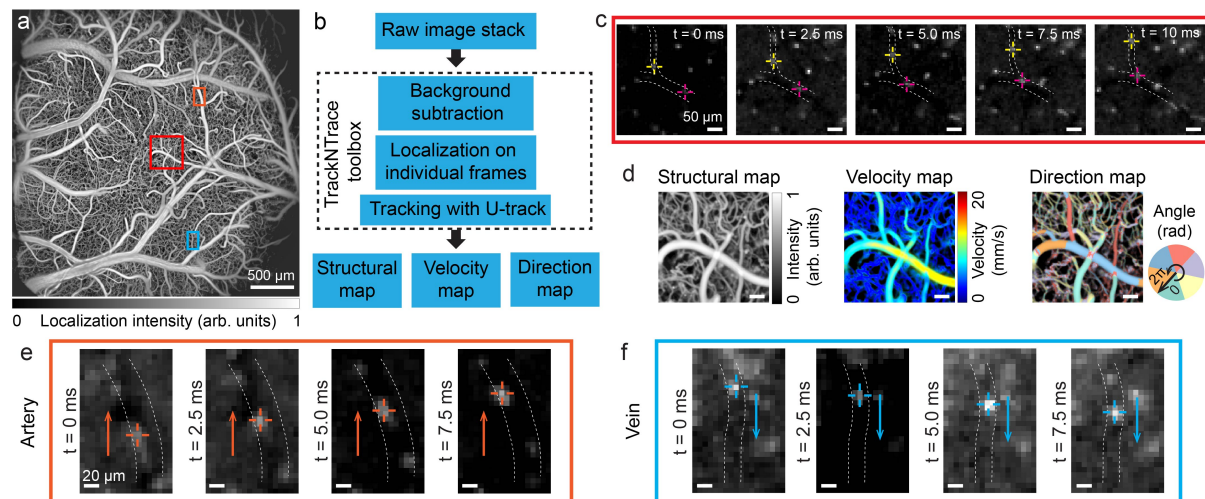 a
500 µm
0 Localization intensity (arb. units) 1
b
Raw image stack
TrackNTrace
toolbox
Background
subtraction
Localization on
individual frames
Tracking with U-track
Structural
map
Velocity
map
Direction
map
c
t = 0 ms
t = 2.5 ms
t = 5.0 ms
t = 7.5 ms
t = 10 ms
50 µm
d
Structural map
0 Intensity 1
(arb. units)
Velocity map
0 Velocity 20
(mm/s)
Direction map
Angle
(rad)
2π
0
e
Artery
t = 0 ms
20 µm
t = 2.5 ms
t = 5.0 ms
t = 7.5 ms
f
Vein
t = 0 ms
t = 2.5 ms
t = 5.0 ms
t = 7.5 ms